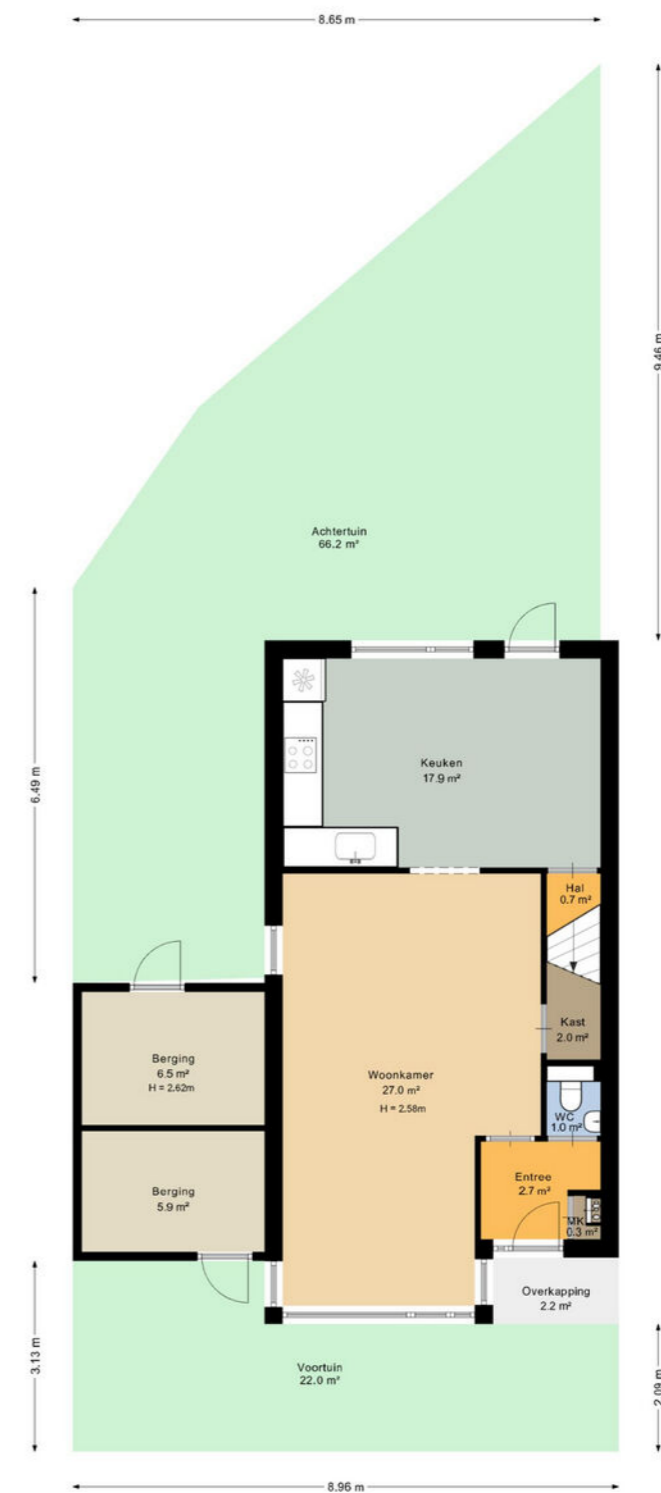 8.65 m
9.46 m
Achtertuin
66.2 m²
6.49 m
Keuken
17.9 m²
Hal
0.7 m²
Kast
2.0 m²
Berging
6.5 m²
H = 2.62m
Woonkamer
27.0 m²
H = 2.58m
WC
1.0 m²
Berging
5.9 m²
Entree
2.7 m²
MK
0.3 m²
Overkapping
2.2 m²
3.13 m
Voortuin
22.0 m²
2.09 m
8.96 m